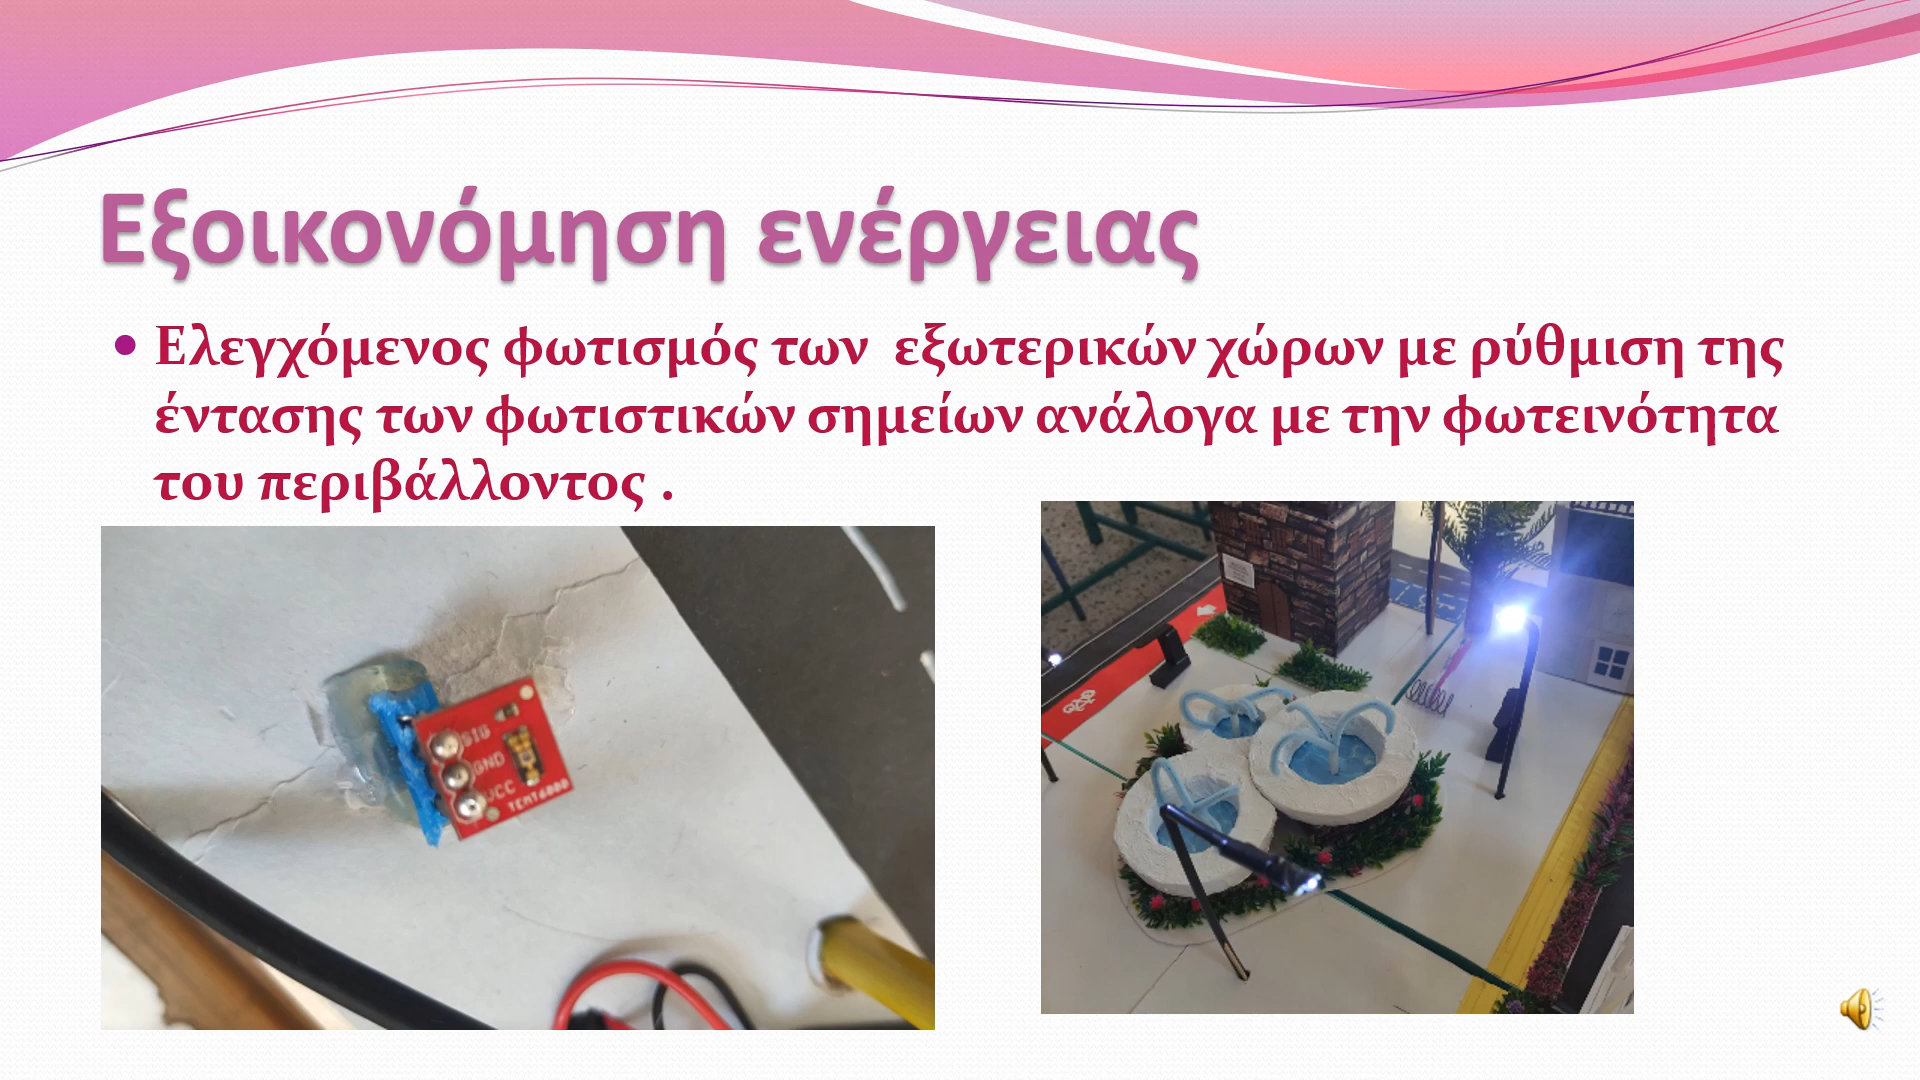 Εξοικονόμηση ενέργειας
• Ελεγχόμενος φωτισμός των εξωτερικών χώρων με ρύθμιση της
έντασης των φωτιστικών σημείων ανάλογα με την φωτεινότητα
του περιβάλλοντος .
SIG
GND
VCC
TEMT6000